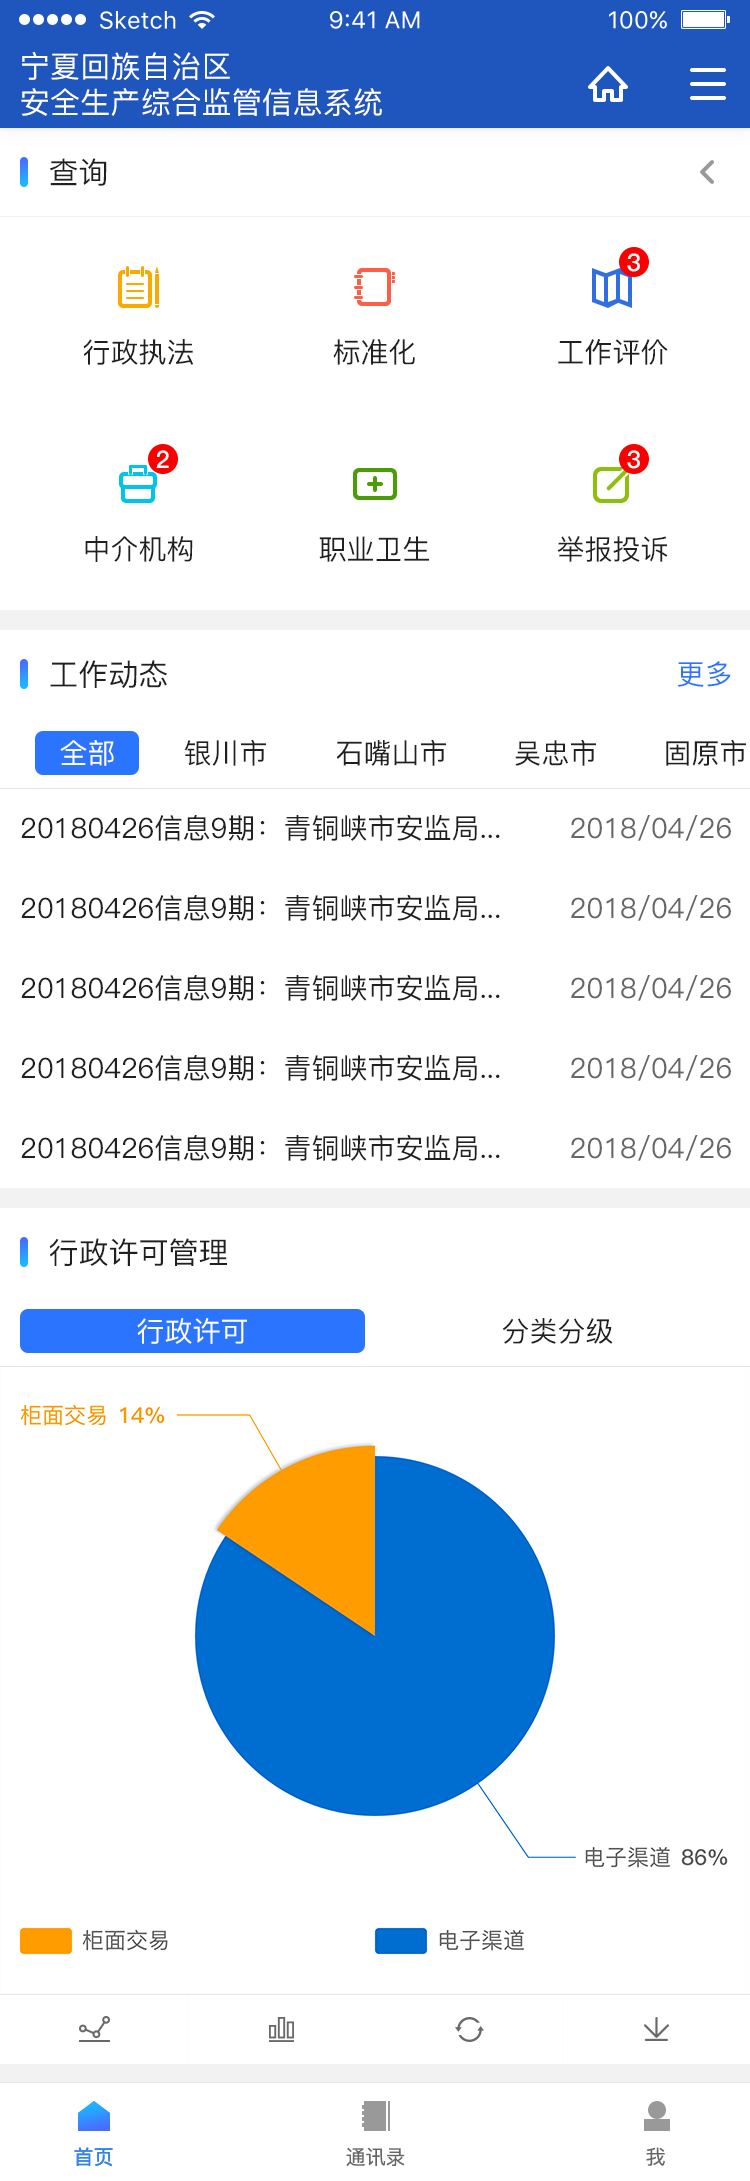 Sketch 9:41 AM 100%
宁夏回族自治区
安全生产综合监管信息系统
查询
3
行政执法 标准化 工作评价
2 3
中介机构 职业卫生 举报投诉
工作动态 更多
全部 银川市 石嘴山市 吴忠市 固原市
20180426信息9期：青铜峡市安监局... 2018/04/26
20180426信息9期：青铜峡市安监局... 2018/04/26
20180426信息9期：青铜峡市安监局... 2018/04/26
20180426信息9期：青铜峡市安监局... 2018/04/26
20180426信息9期：青铜峡市安监局... 2018/04/26
行政许可管理
行政许可 分类分级
柜面交易 14%
电子渠道 86%
柜面交易 电子渠道
首页 通讯录 我